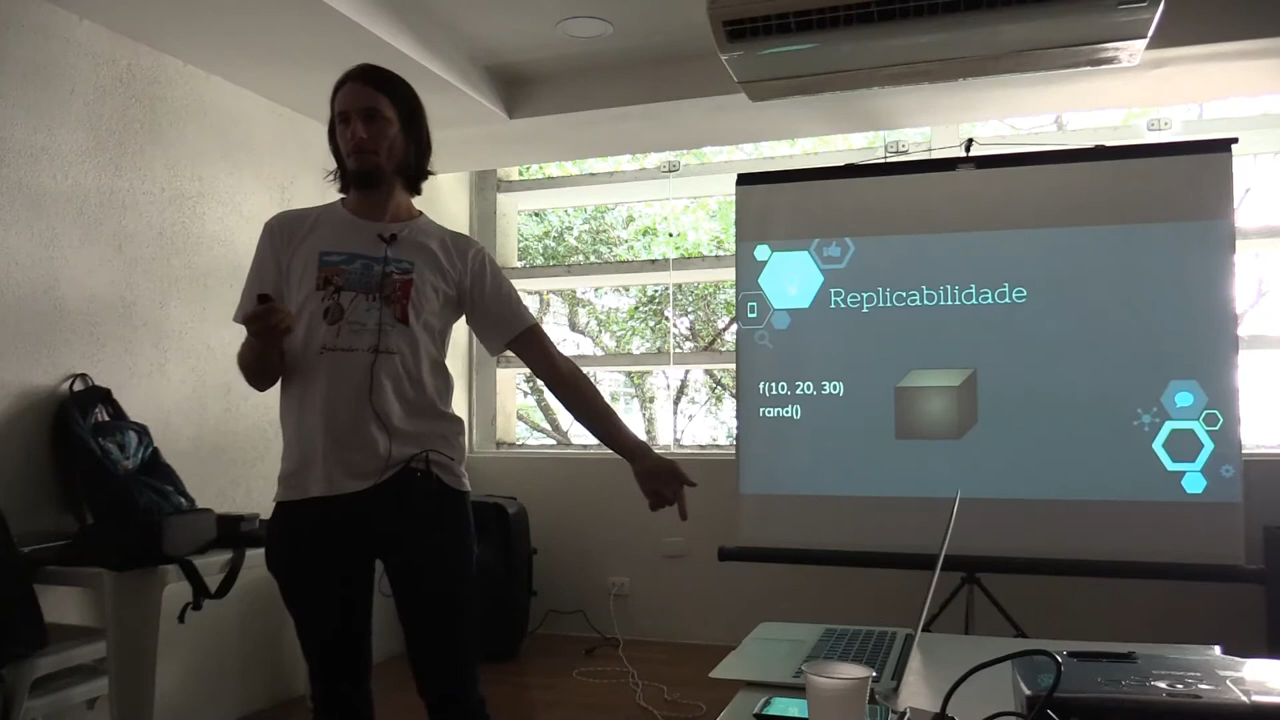 Replicabilidade
f(10, 20, 30)
rand()